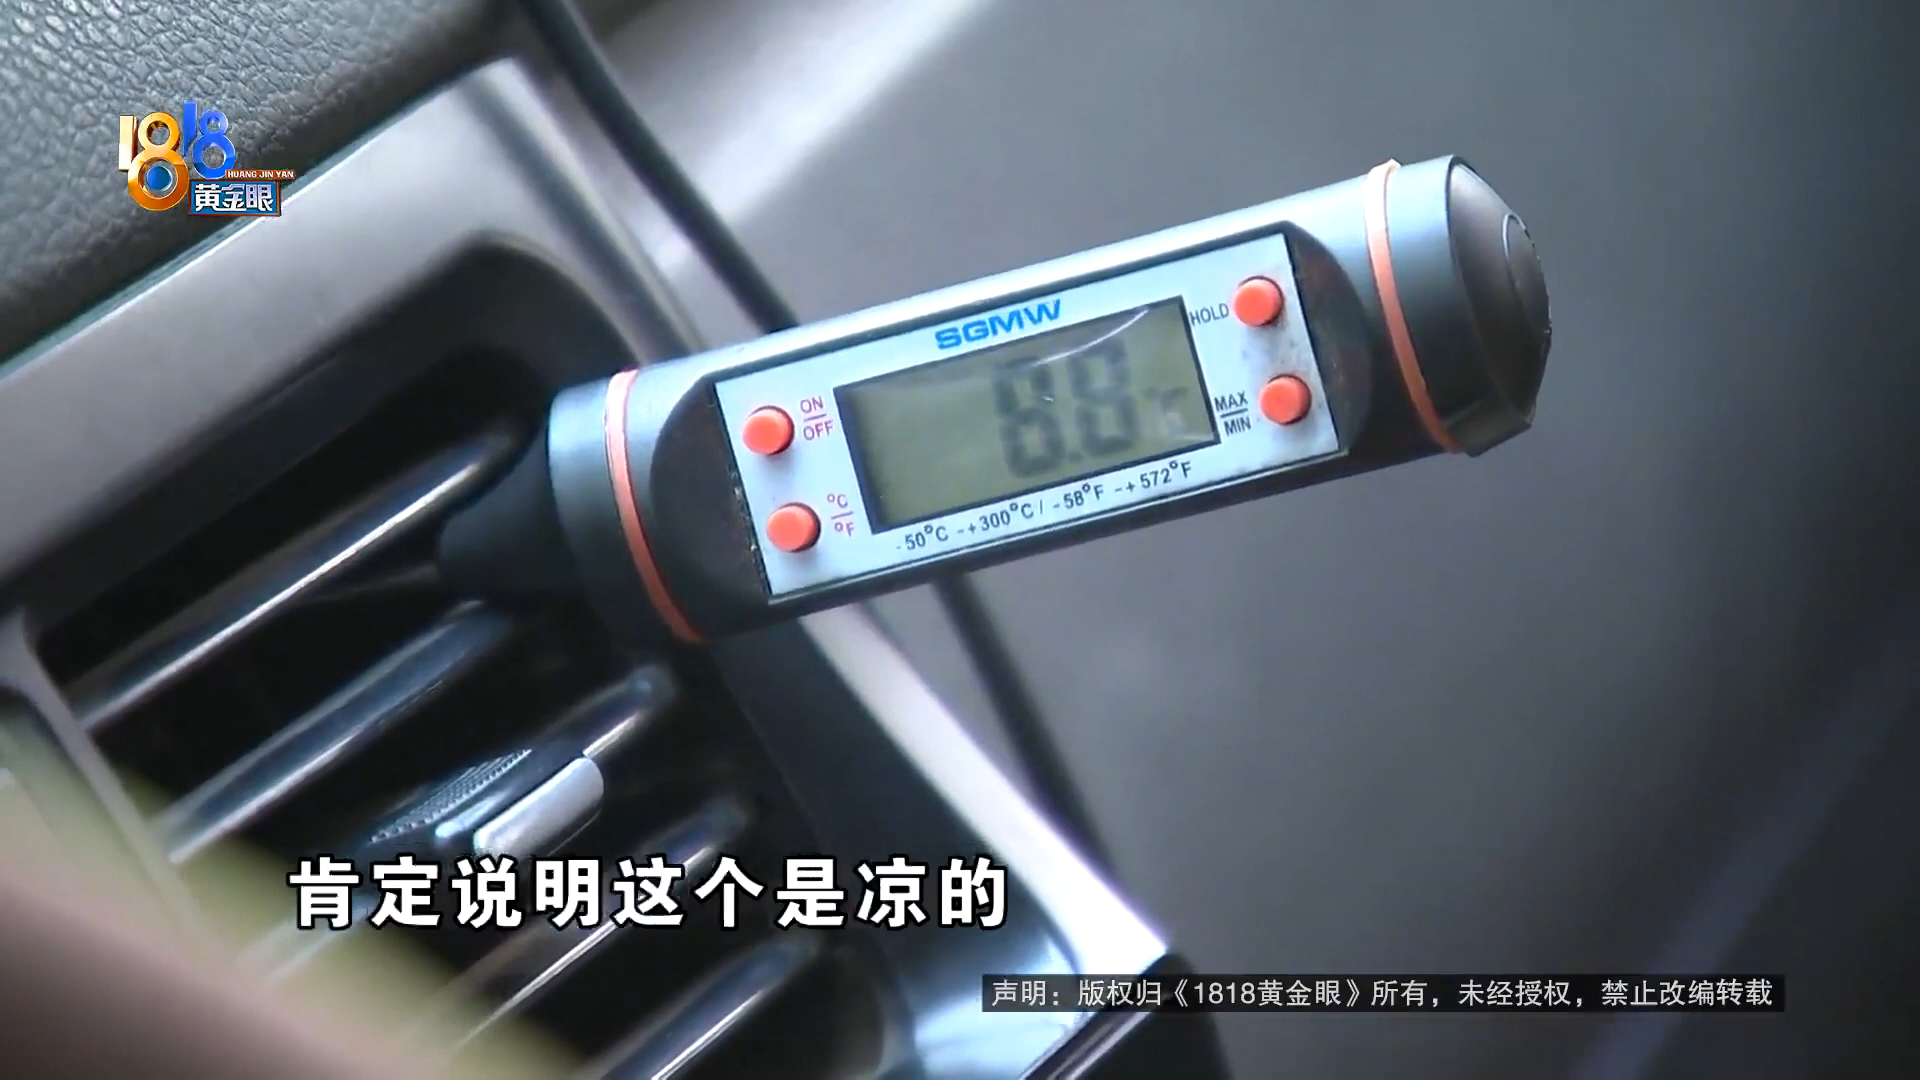 1818
HUANG JIN YAN
黄金眼
SGMW
HOLD
ON
OFF
8.8 °C
MAX
MIN
°C
°F
-50°C -+300°C / -58°F -+572°F
肯定说明这个是凉的
声明：版权归《1818黄金眼》所有，未经授权，禁止改编转载